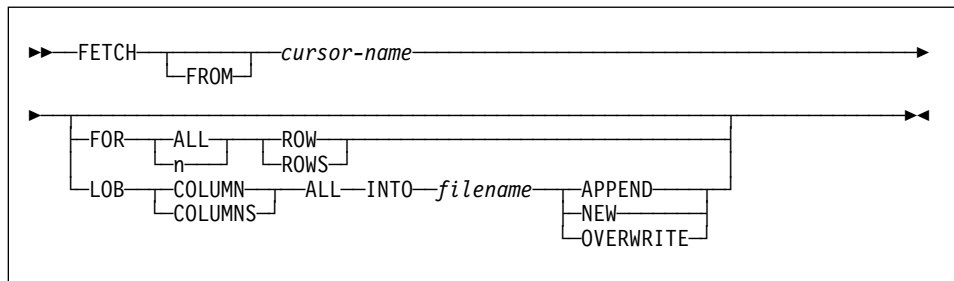 FETCH cursor-name
FROM
FOR ALL ROW
n ROWS
LOB COLUMN ALL INTO filename APPEND
COLUMNS NEW
OVERWRITE